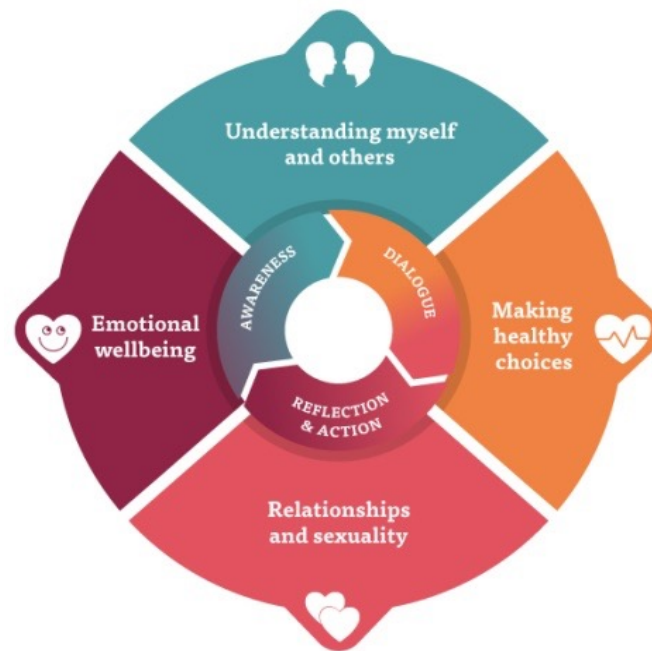 Understanding myself
and others
AWARENESS
DIALOGUE
Emotional
wellbeing
Making
healthy
choices
REFLECTION
& ACTION
Relationships
and sexuality